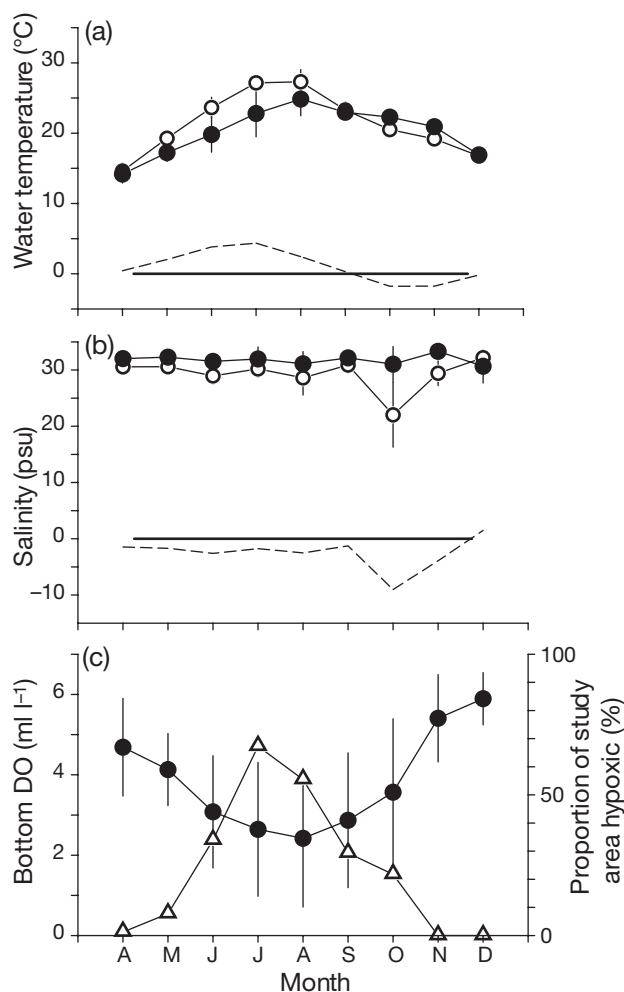 (a)
Water temperature (°C)
30
20
10
0
(b)
Salinity (psu)
30
20
10
0
−10
(c)
Bottom DO (ml l⁻¹)
6
4
2
0
Proportion of study
area hypoxic (%)
100
50
0
A M J J A S O N D
Month